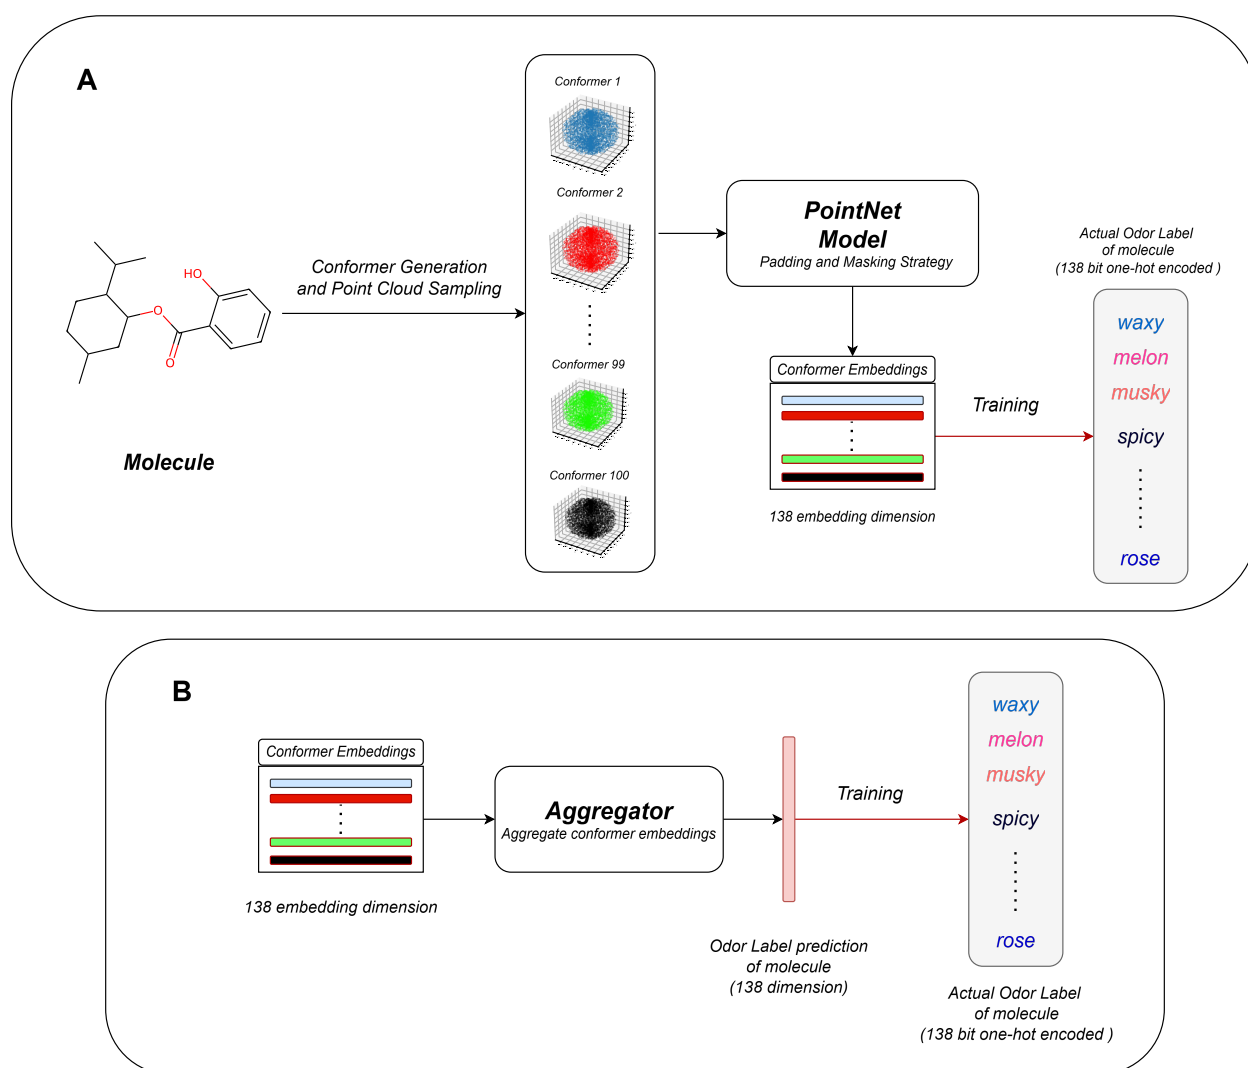 A
Conformer 1
Conformer 2
Conformer 99
Conformer 100
HO
O
O
Molecule
Conformer Generation
and Point Cloud Sampling
PointNet
Model
Padding and Masking Strategy
Conformer Embeddings
138 embedding dimension
Training
Actual Odor Label
of molecule
(138 bit one-hot encoded )
waxy
melon
musky
spicy
rose
B
Conformer Embeddings
138 embedding dimension
Aggregator
Aggregate conformer embeddings
Odor Label prediction
of molecule
(138 dimension)
Training
waxy
melon
musky
spicy
rose
Actual Odor Label
of molecule
(138 bit one-hot encoded )